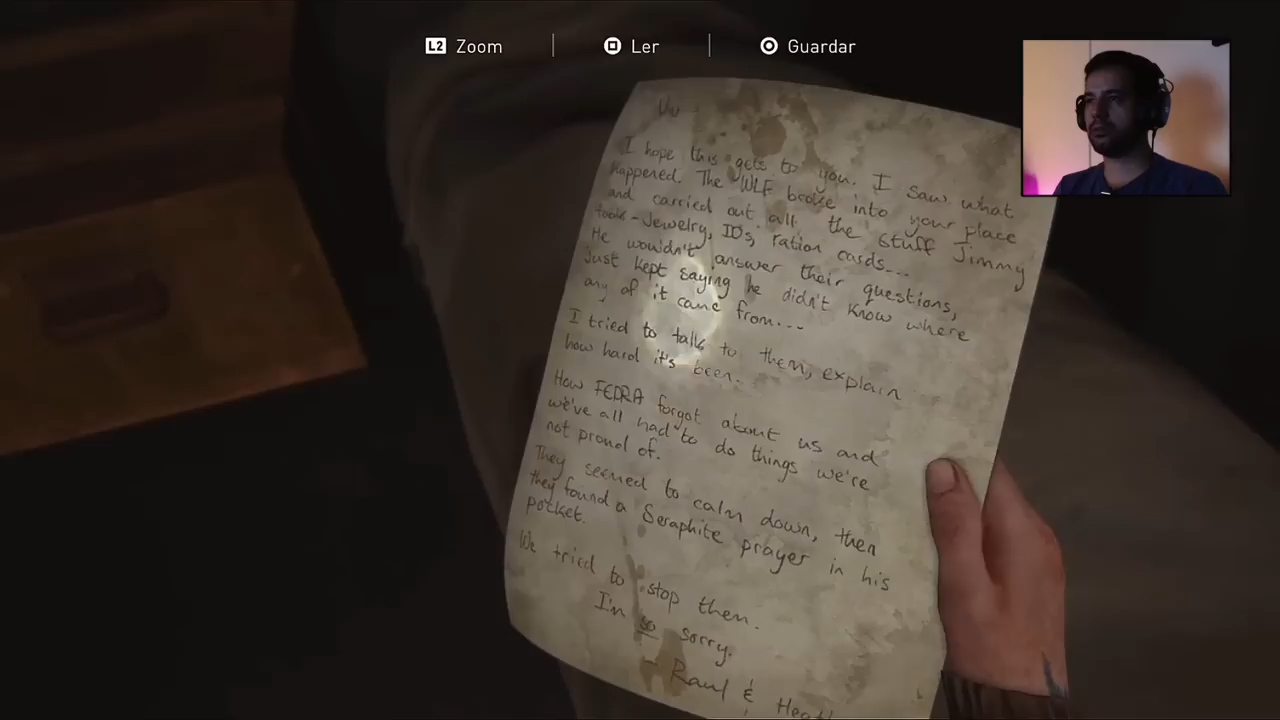 L2 Zoom
Ler
Guardar
I hope this gets to you. I saw what
happened. The WLF broke into your place
and carried out all the stuff Jimmy
took - Jewelry, IDs, ration cards...
He wouldn't answer their questions,
just kept saying he didn't know where
any of it came from...
I tried to talk to them, explain
how hard it's been.
How FEDRA forgot about us and
we've all had to do things we're
not proud of.
They seemed to calm down, then
they found a Seraphite prayer in his
pocket.
We tried to stop them.
I'm so sorry.
- Raul &